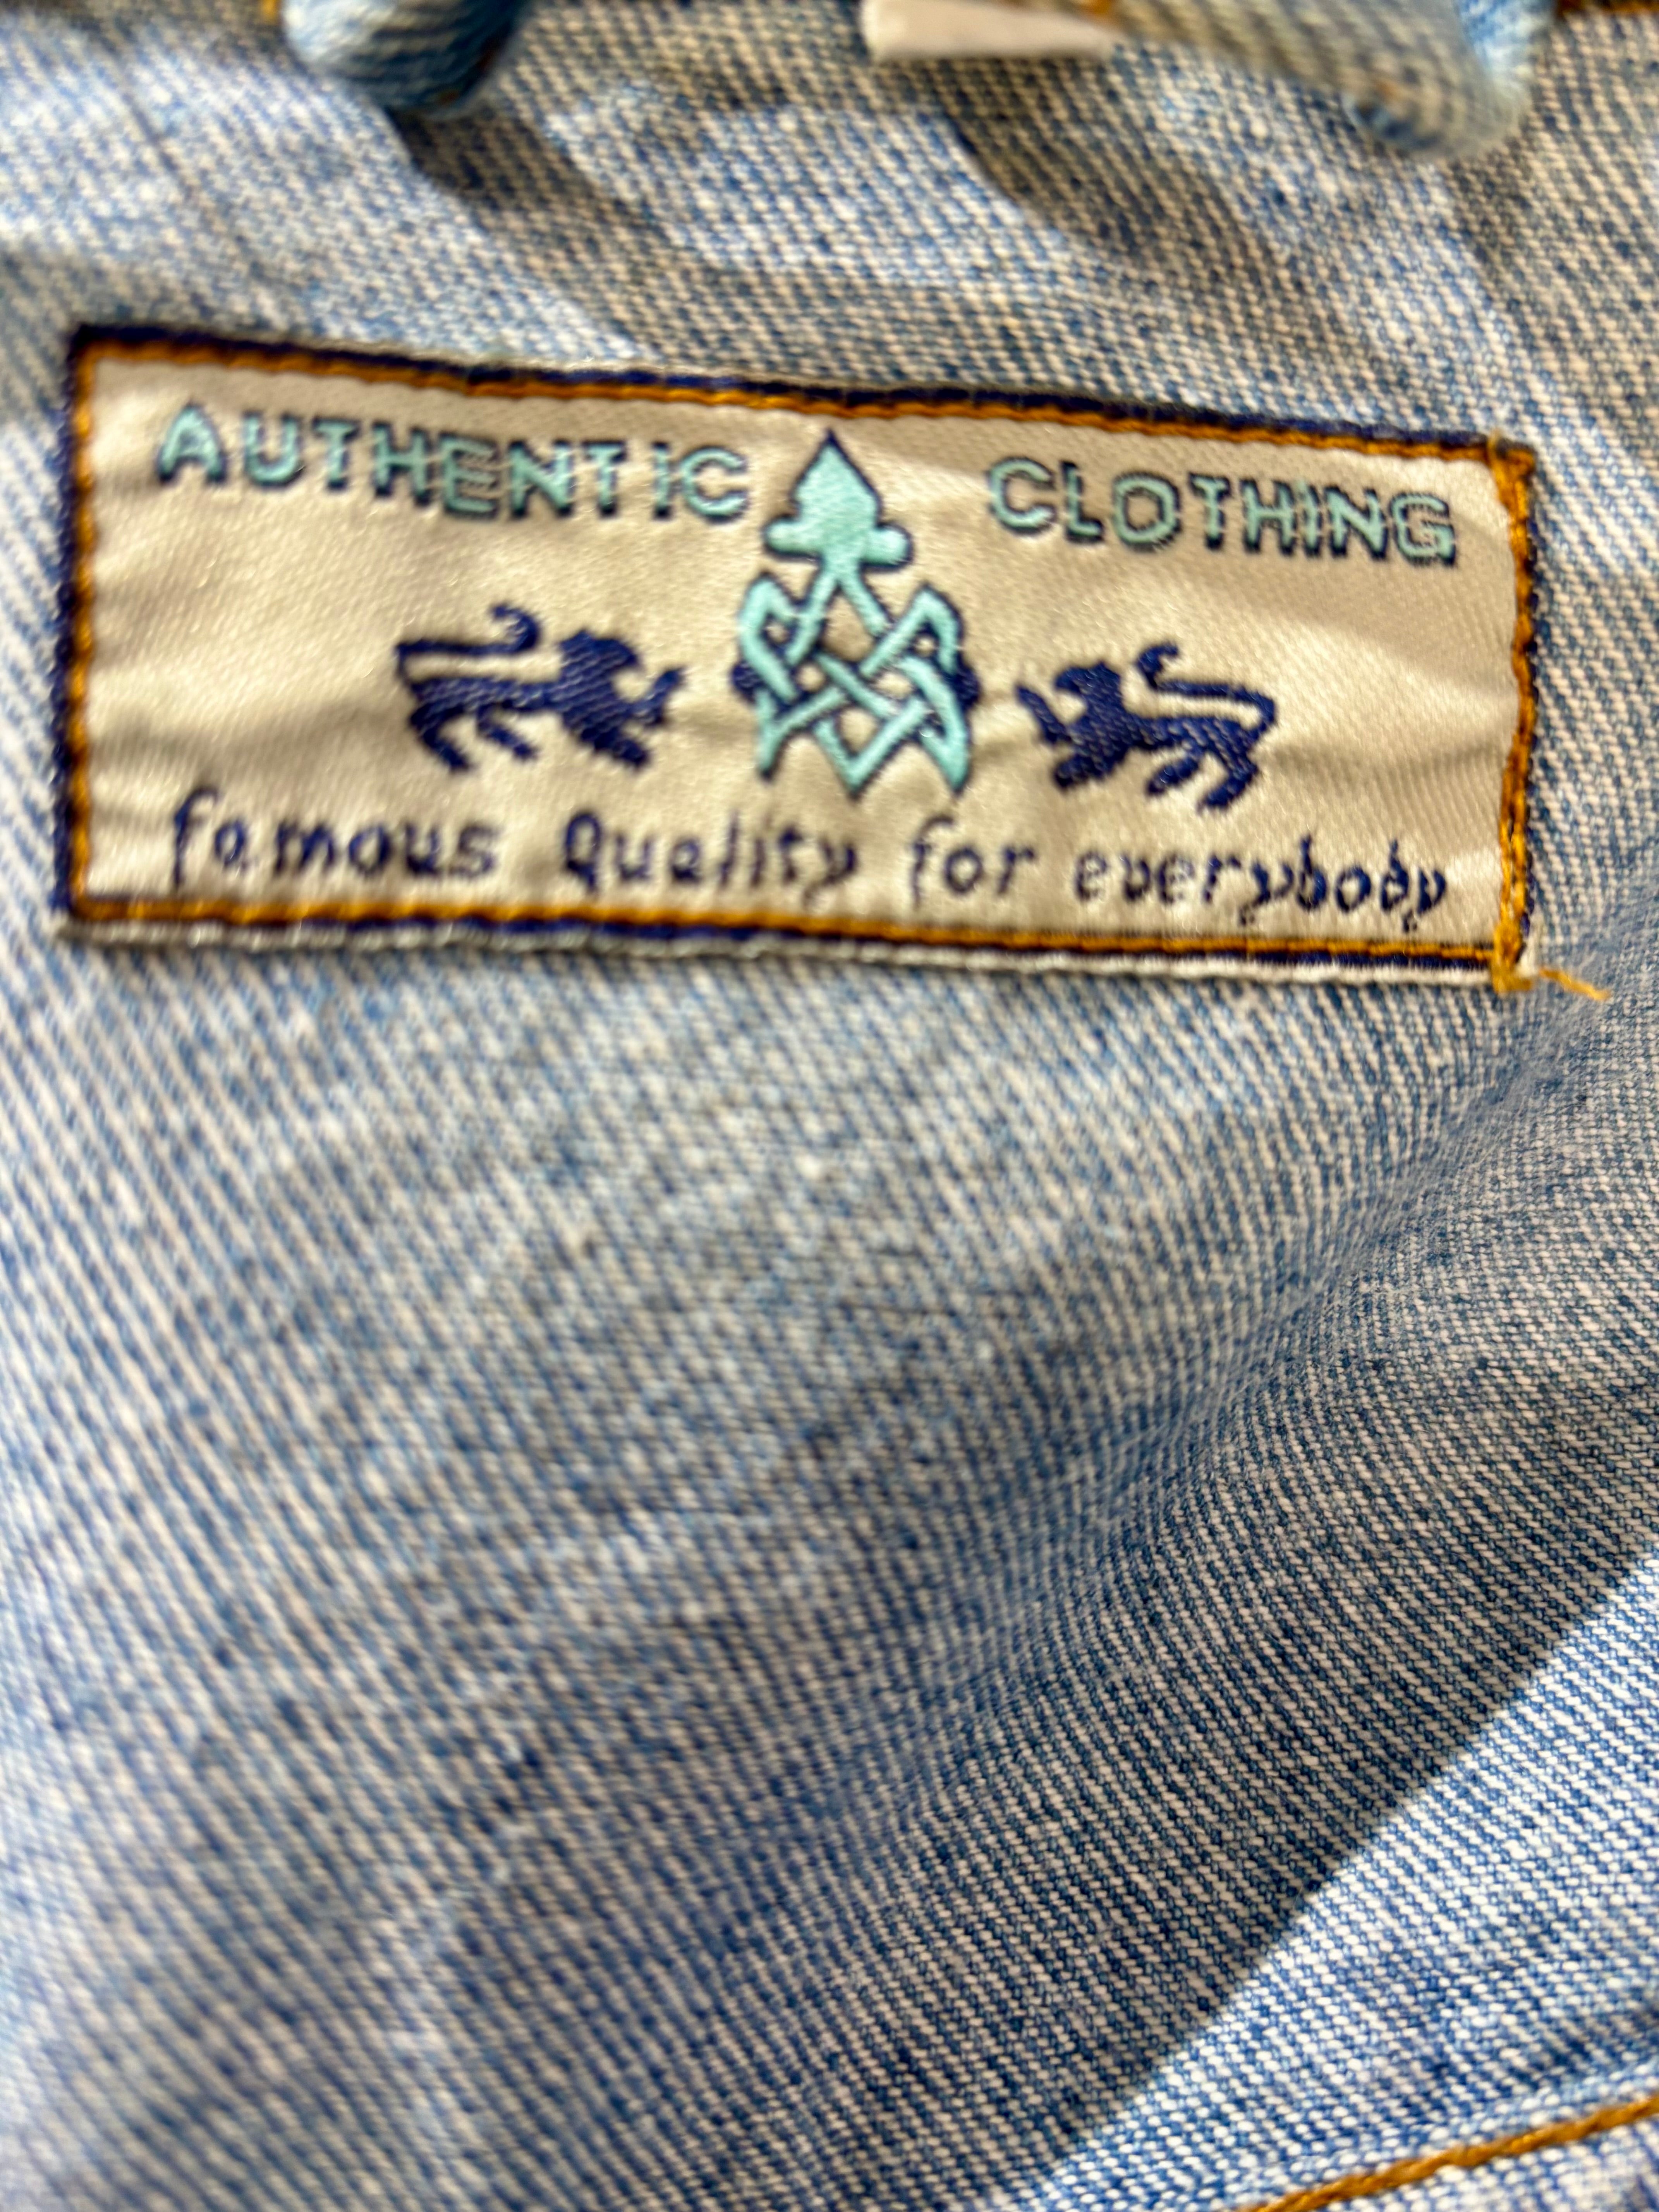 AUTHENTIC CLOTHING
famous Quality for everybody